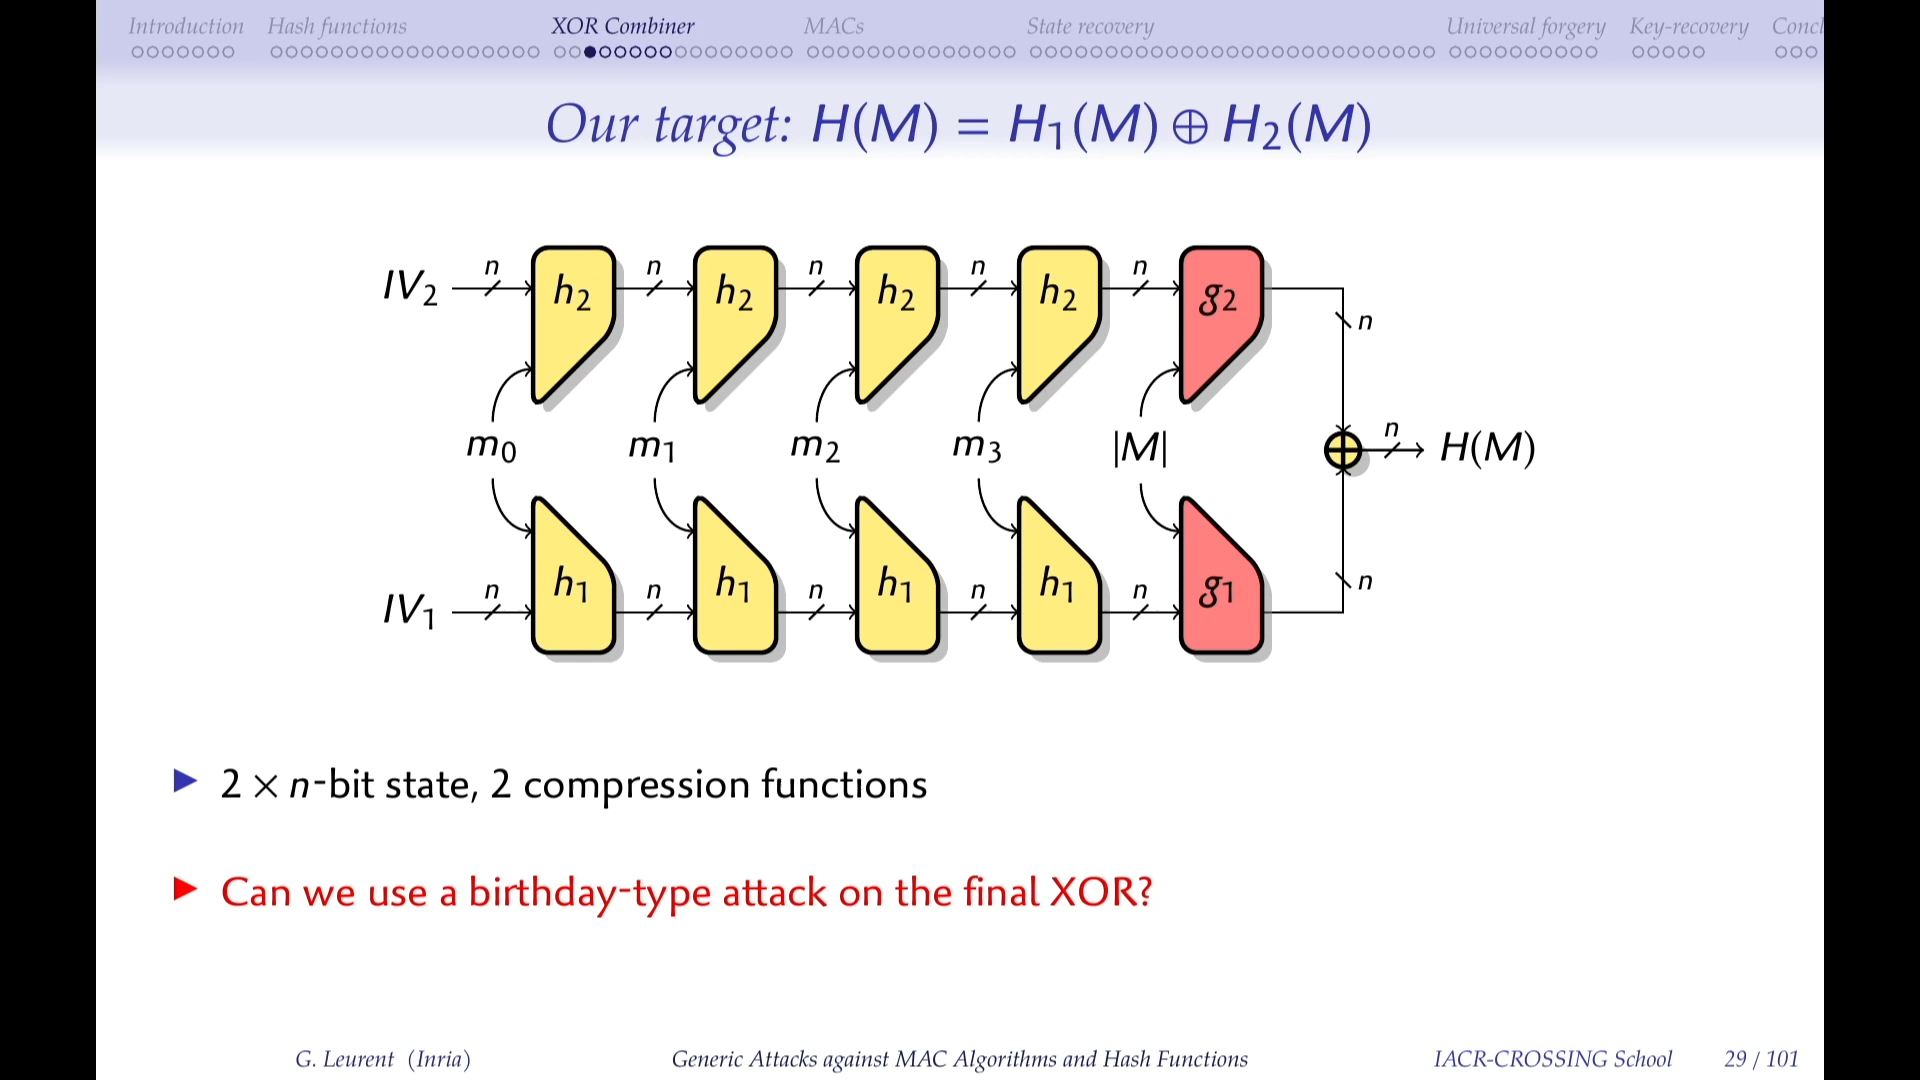 Introduction Hash functions XOR Combiner MACs State recovery Universal forgery Key-recovery Concl
Our target: H(M) = H₁(M) ⊕ H₂(M)
IV₂ n h₂ n h₂ n h₂ n h₂ n g₂ n
m₀ m₁ m₂ m₃ |M| n H(M)
IV₁ n h₁ n h₁ n h₁ n h₁ n g₁ n
▶ 2 × n-bit state, 2 compression functions
▶ Can we use a birthday-type attack on the final XOR?
G. Leurent (Inria) Generic Attacks against MAC Algorithms and Hash Functions IACR-CROSSING School 29 / 101